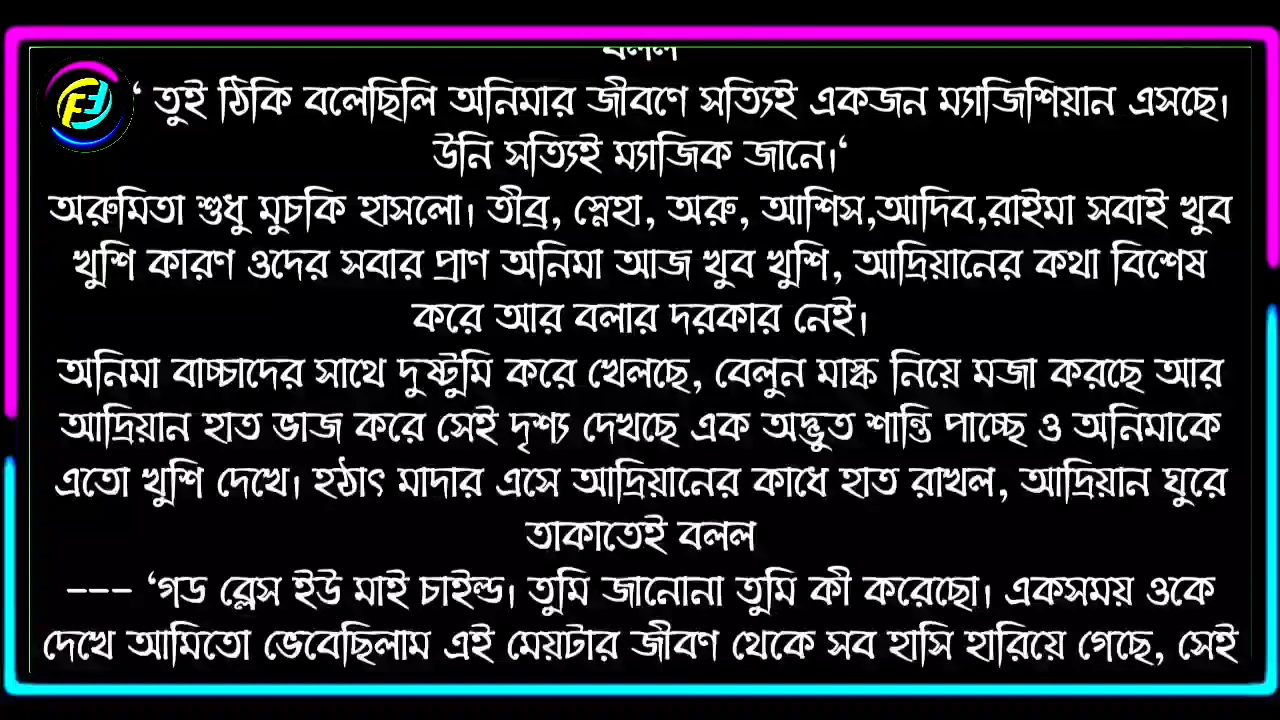 বলল
‘ তুই ঠিকি বলেছিলি অনিমার জীবণে সত্যিই একজন ম্যাজিশিয়ান এসছে।
উনি সত্যিই ম্যাজিক জানে।‘
অরুমিতা শুধু মুচকি হাসলো। তীব্র, স্নেহা, অরু, আশিস,আদিব,রাইমা সবাই খুব
খুশি কারণ ওদের সবার প্রাণ অনিমা আজ খুব খুশি, আদ্রিয়ানের কথা বিশেষ
করে আর বলার দরকার নেই।
অনিমা বাচ্চাদের সাথে দুষ্টুমি করে খেলছে, বেলুন মাস্ক নিয়ে মজা করছে আর
আদ্রিয়ান হাত ভাজ করে সেই দৃশ্য দেখছে এক অদ্ভুত শান্তি পাচ্ছে ও অনিমাকে
এতো খুশি দেখে। হঠাৎ মাদার এসে আদ্রিয়ানের কাধে হাত রাখল, আদ্রিয়ান ঘুরে
তাকাতেই বলল
--- ‘গড ব্লেস ইউ মাই চাইল্ড। তুমি জানোনা তুমি কী করেছো। একসময় ওকে
দেখে আমিতো ভেবেছিলাম এই মেয়টার জীবণ থেকে সব হাসি হারিয়ে গেছে, সেই